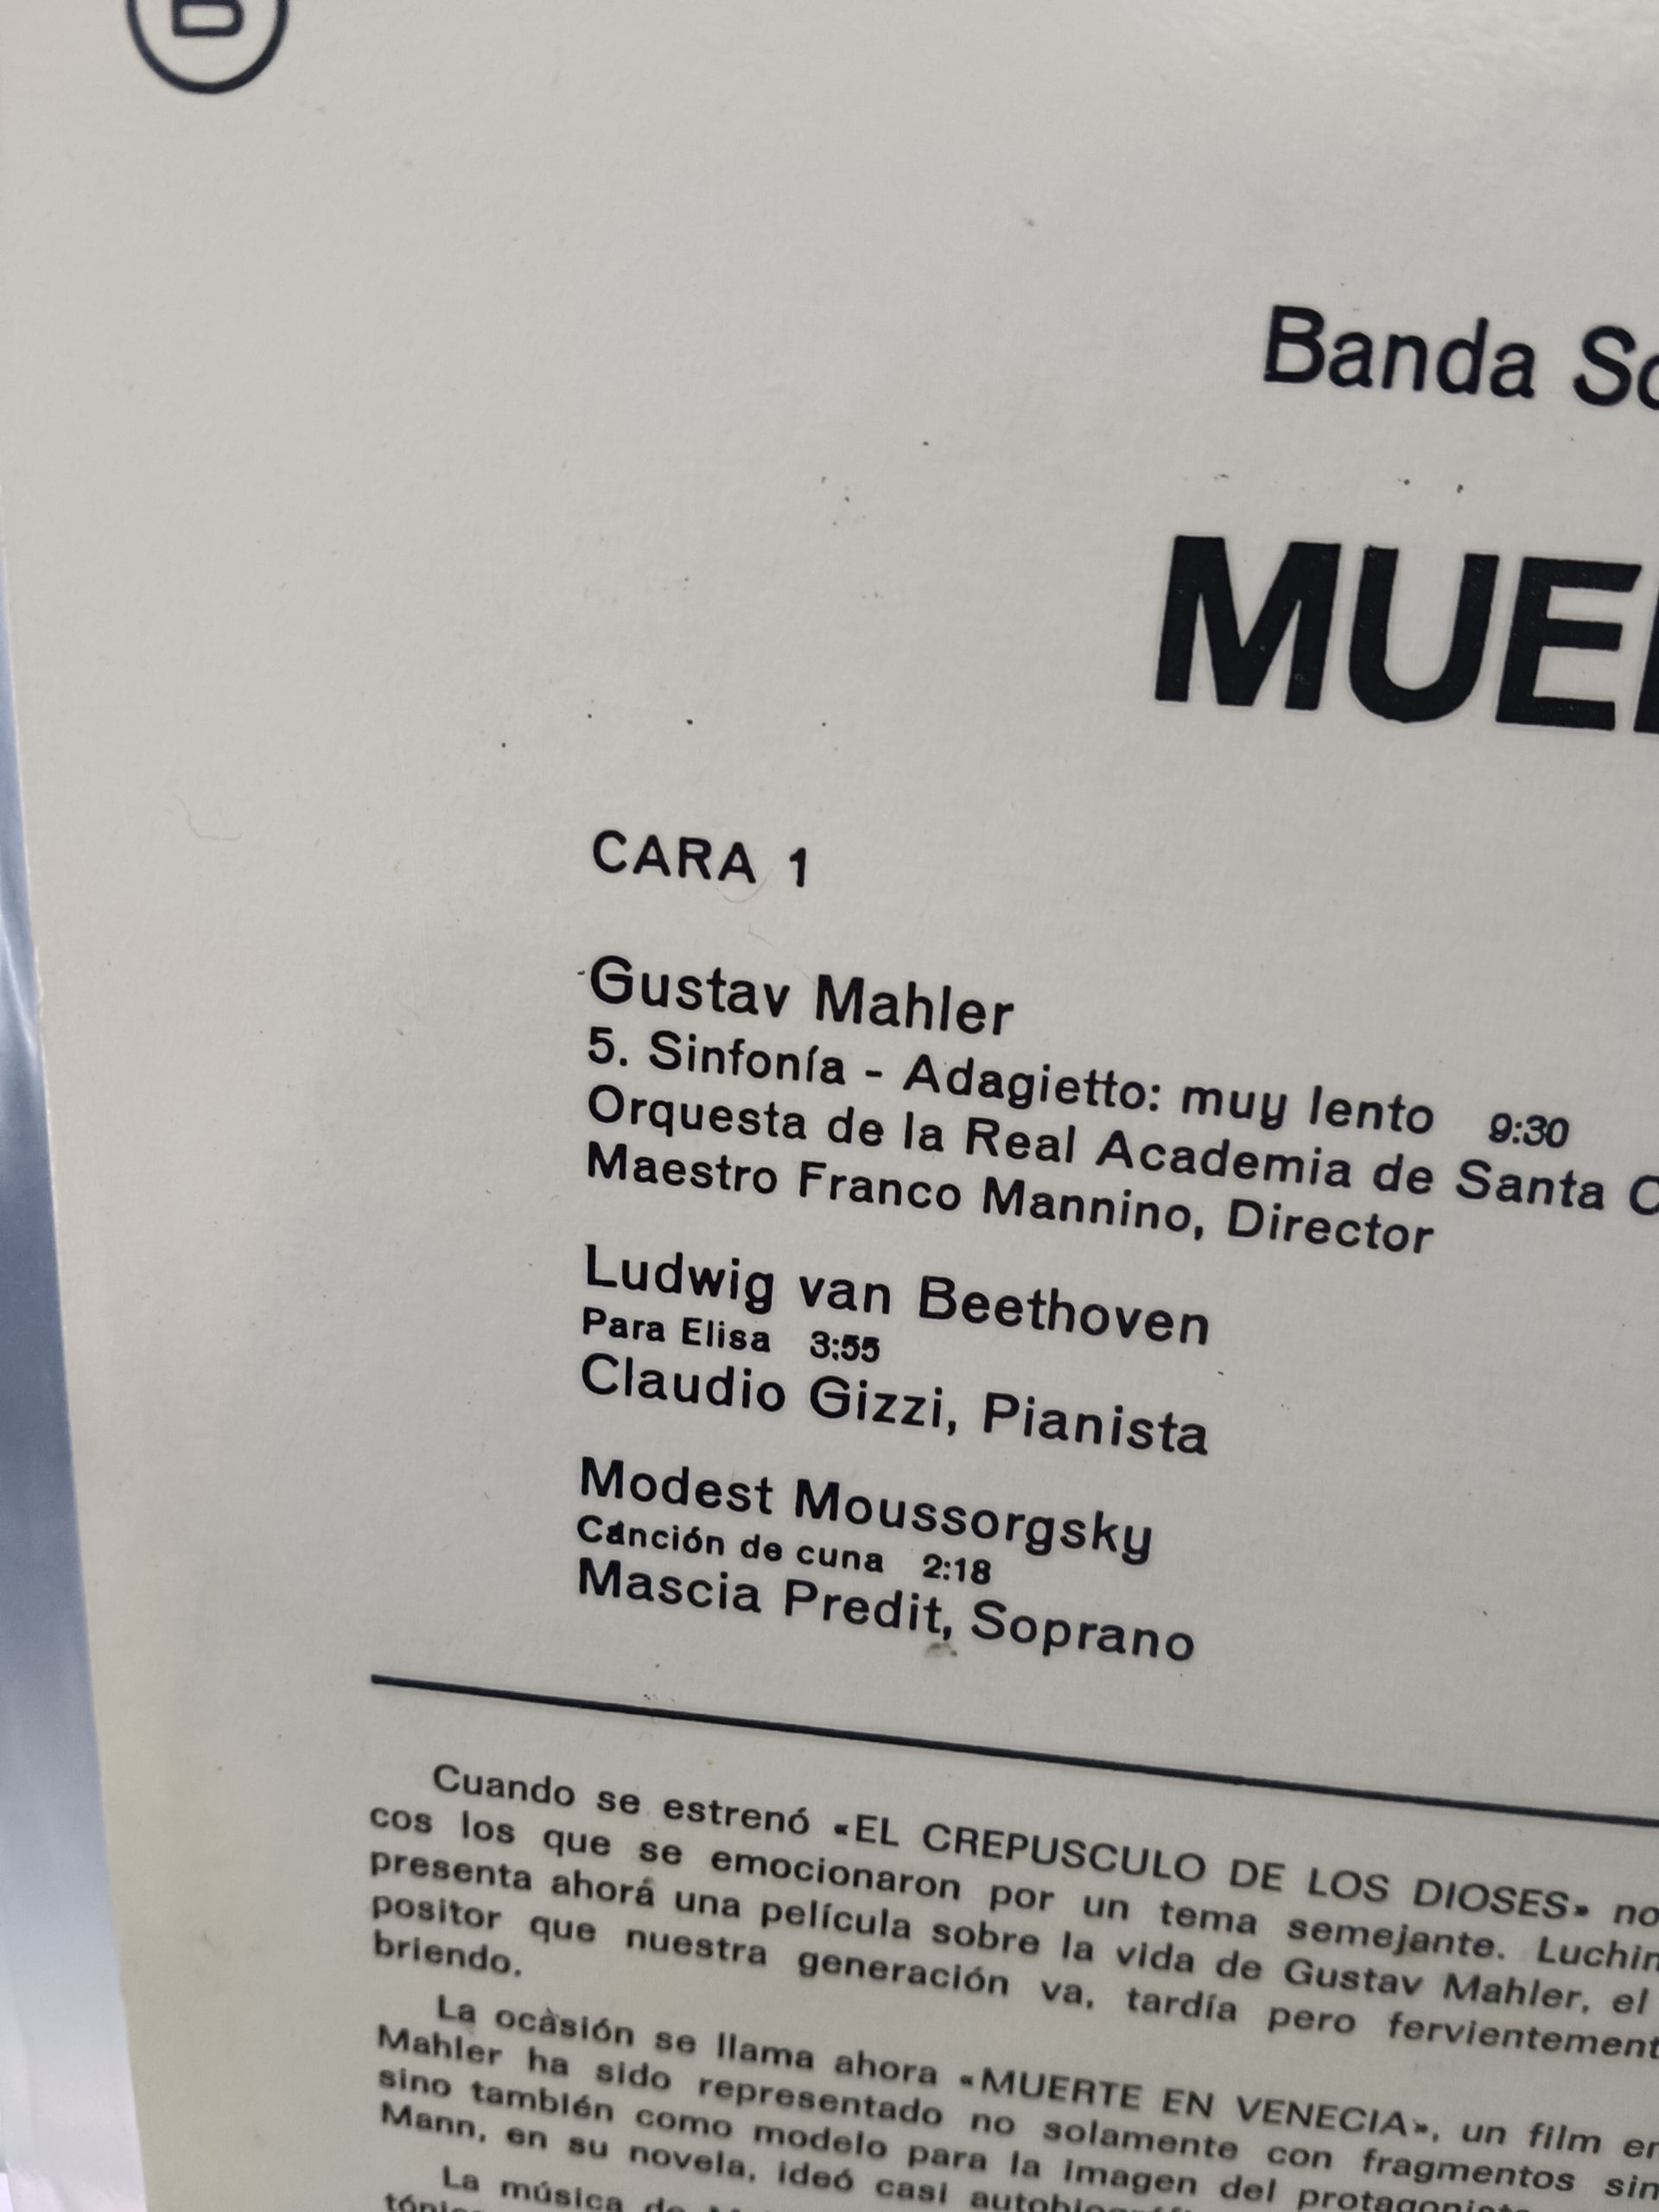 D
Banda
MUE
CARA 1
Gustav Mahler
5. Sinfonía - Adagietto: muy lento 9:30
Orquesta de la Real Academia de Santa
Maestro Franco Mannino, Director
Ludwig van Beethoven
Para Elisa 3:55
Claudio Gizzi, Pianista
Modest Moussorgsky
Canción de cuna 2:18
Mascia Predit, Soprano
Cuando se estrenó «EL CREPUSCULO DE LOS DIOSES» no
cos los que se emocionaron por un tema semejante. Luchin
presenta ahora una película sobre la vida de Gustav Mahler, el
positor que nuestra generación va, tardía pero fervientement
briendo.
La ocasión se llama ahora «MUERTE EN VENECIA», un film en
Mahler ha sido representado no solamente con fragmentos sin
sino también como modelo para la imagen del
Mann, en su novela, ideó casi
La música de